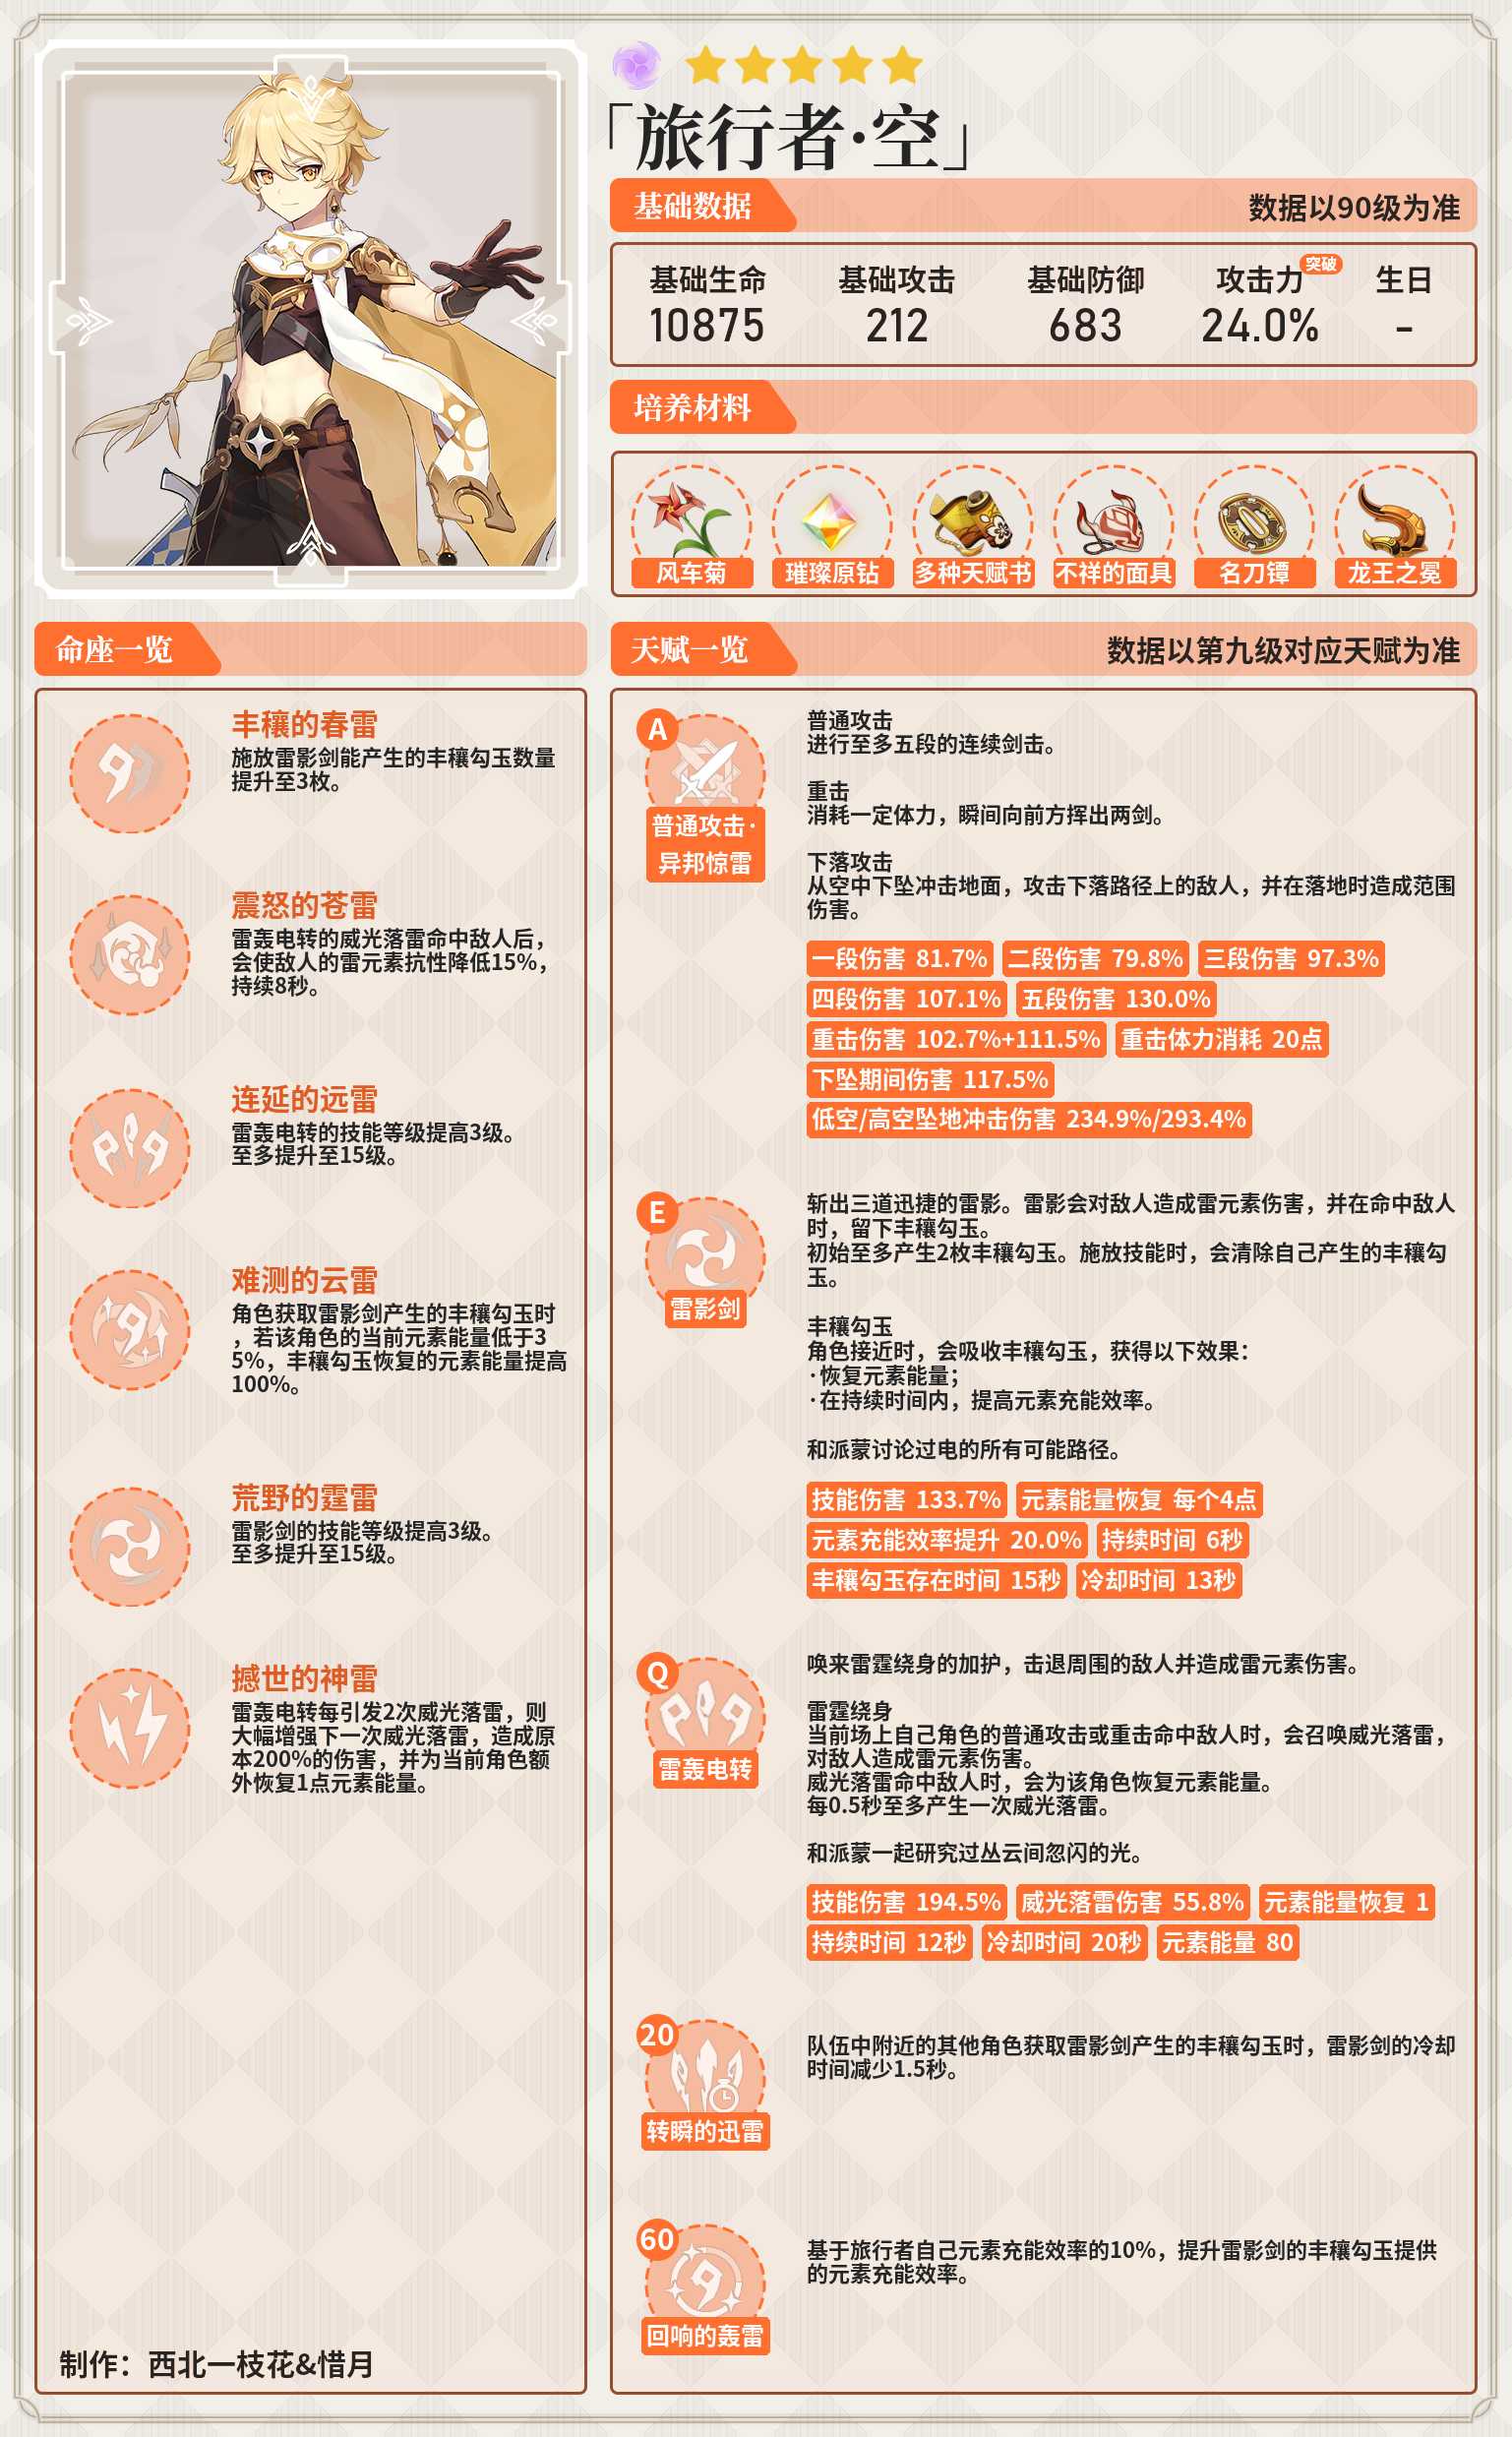 「旅行者·空」
基础数据
数据以90级为准
基础生命
10875
基础攻击
212
基础防御
683
攻击力 突破
24.0%
生日
-
培养材料
风车菊
璀璨原钻
多种天赋书
不祥的面具
名刀镡
龙王之冕
命座一览
丰穰的春雷
施放雷影剑能产生的丰穰勾玉数量
提升至3枚。
震怒的苍雷
雷轰电转的威光落雷命中敌人后，
会使敌人的雷元素抗性降低15%，
持续8秒。
连延的远雷
雷轰电转的技能等级提高3级。
至多提升至15级。
难测的云雷
角色获取雷影剑产生的丰穰勾玉时
，若该角色的当前元素能量低于3
5%，丰穰勾玉恢复的元素能量提高
100%。
荒野的霆雷
雷影剑的技能等级提高3级。
至多提升至15级。
撼世的神雷
雷轰电转每引发2次威光落雷，则
大幅增强下一次威光落雷，造成原
本200%的伤害，并为当前角色额
外恢复1点元素能量。
制作：西北一枝花&惜月
天赋一览
数据以第九级对应天赋为准
A
普通攻击·
异邦惊雷
普通攻击
进行至多五段的连续剑击。
重击
消耗一定体力，瞬间向前方挥出两剑。
下落攻击
从空中下坠冲击地面，攻击下落路径上的敌人，并在落地时造成范围
伤害。
一段伤害 81.7% 二段伤害 79.8% 三段伤害 97.3%
四段伤害 107.1% 五段伤害 130.0%
重击伤害 102.7%+111.5% 重击体力消耗 20点
下坠期间伤害 117.5%
低空/高空坠地冲击伤害 234.9%/293.4%
E
雷影剑
斩出三道迅捷的雷影。雷影会对敌人造成雷元素伤害，并在命中敌人
时，留下丰穰勾玉。
初始至多产生2枚丰穰勾玉。施放技能时，会清除自己产生的丰穰勾
玉。
丰穰勾玉
角色接近时，会吸收丰穰勾玉，获得以下效果：
·恢复元素能量；
·在持续时间内，提高元素充能效率。
和派蒙讨论过电的所有可能路径。
技能伤害 133.7% 元素能量恢复 每个4点
元素充能效率提升 20.0% 持续时间 6秒
丰穰勾玉存在时间 15秒 冷却时间 13秒
Q
雷轰电转
唤来雷霆绕身的加护，击退周围的敌人并造成雷元素伤害。
雷霆绕身
当前场上自己角色的普通攻击或重击命中敌人时，会召唤威光落雷，
对敌人造成雷元素伤害。
威光落雷命中敌人时，会为该角色恢复元素能量。
每0.5秒至多产生一次威光落雷。
和派蒙一起研究过丛云间忽闪的光。
技能伤害 194.5% 威光落雷伤害 55.8% 元素能量恢复 1
持续时间 12秒 冷却时间 20秒 元素能量 80
20
转瞬的迅雷
队伍中附近的其他角色获取雷影剑产生的丰穰勾玉时，雷影剑的冷却
时间减少1.5秒。
60
回响的轰雷
基于旅行者自己元素充能效率的10%，提升雷影剑的丰穰勾玉提供
的元素充能效率。